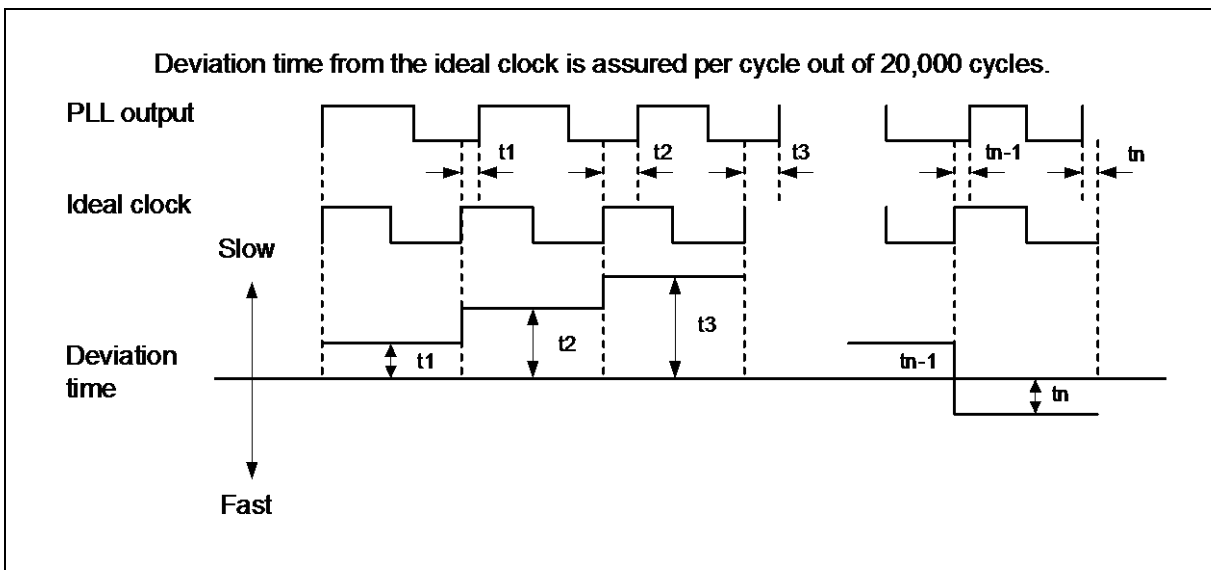 Deviation time from the ideal clock is assured per cycle out of 20,000 cycles.
PLL output
t1
t2
t3
tn-1
tn
Ideal clock
Slow
Deviation
time
t1
t2
t3
tn-1
tn
Fast